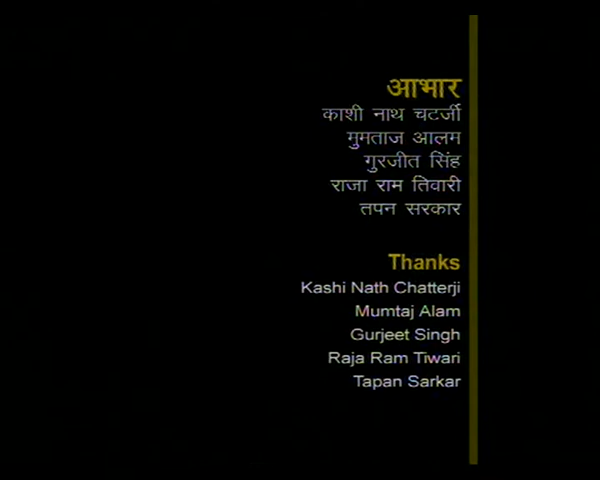 आभार
काशी नाथ चटर्जी
मुमताज आलम
गुरजीत सिंह
राजा राम तिवारी
तपन सरकार
Thanks
Kashi Nath Chatterji
Mumtaj Alam
Gurjeet Singh
Raja Ram Tiwari
Tapan Sarkar